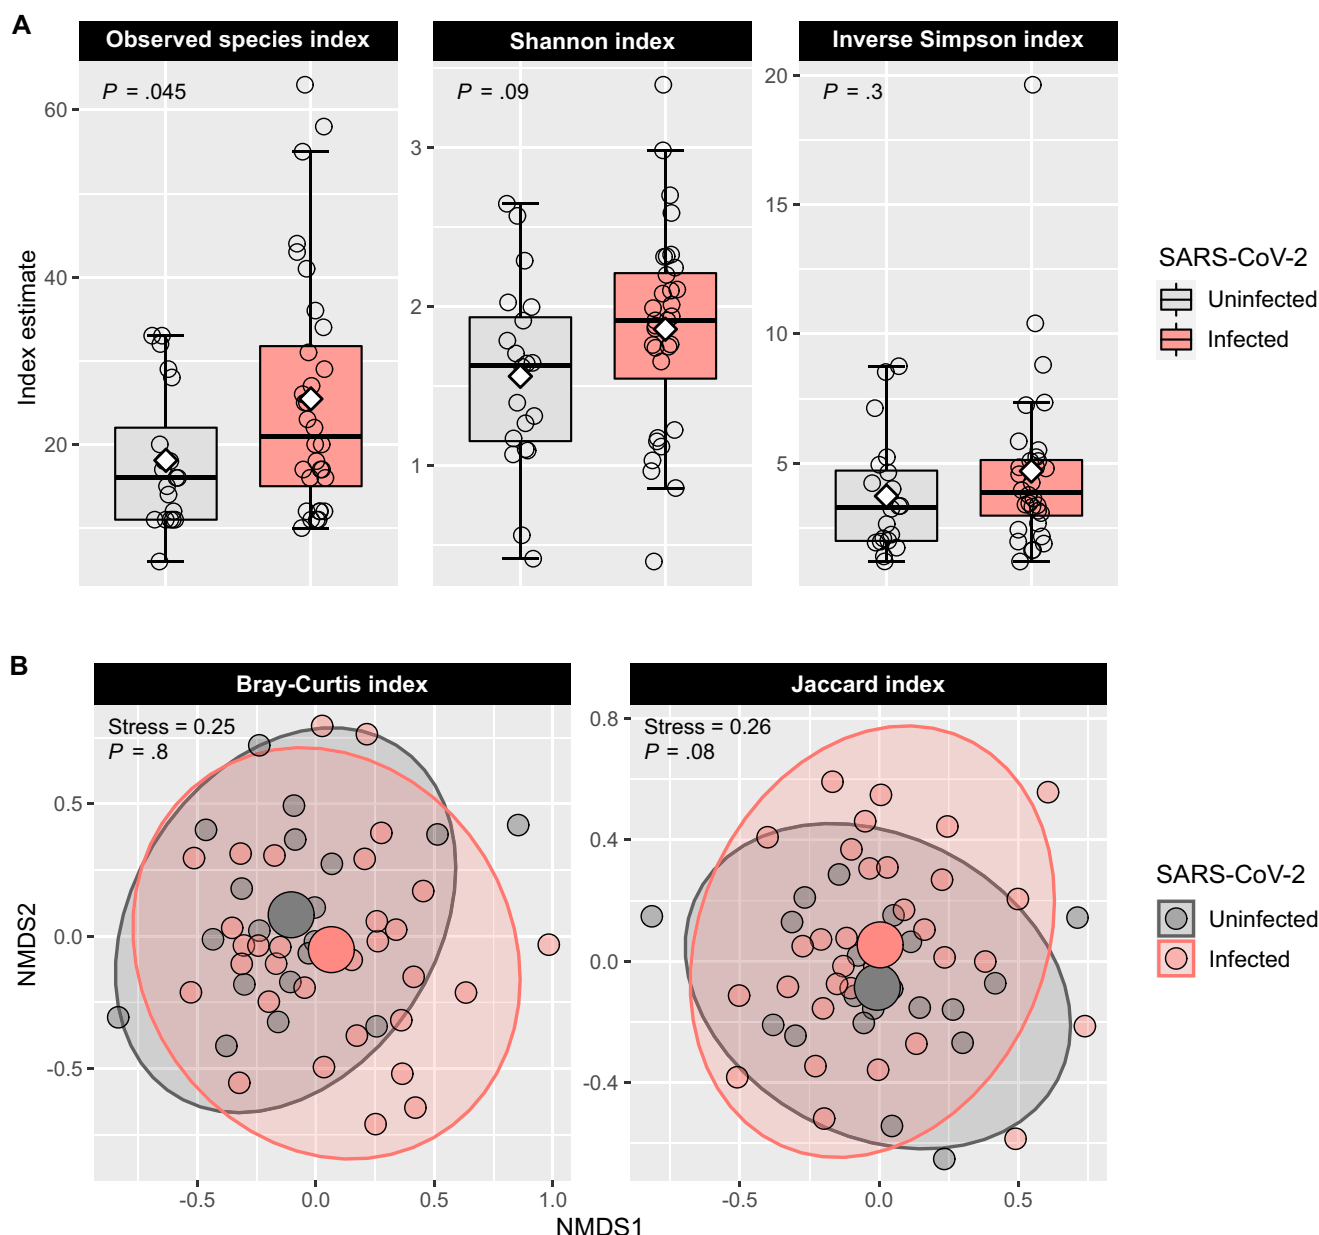 A
Observed species index
Shannon index
Inverse Simpson index
P = .045
P = .09
P = .3
60
40
20
3
2
1
20
15
10
5
Index estimate
SARS-CoV-2
Uninfected
Infected
B
Bray-Curtis index
Jaccard index
Stress = 0.25
P = .8
Stress = 0.26
P = .08
0.5
0.0
-0.5
0.8
0.4
0.0
-0.4
NMDS2
SARS-CoV-2
Uninfected
Infected
-0.5
0.0
0.5
1.0
-0.5
0.0
0.5
NMDS1